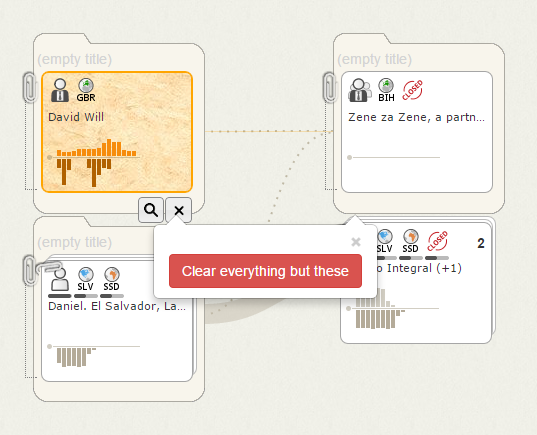 (empty title)
(empty title)
GBR
BIH
CLOSED
David Will
Zene za Zene, a partn...
(empty title)
×
Clear everything but these
SLV
SSD
Daniel. El Salvador, La...
SLV
SSD
CLOSED
2
o Integral (+1)